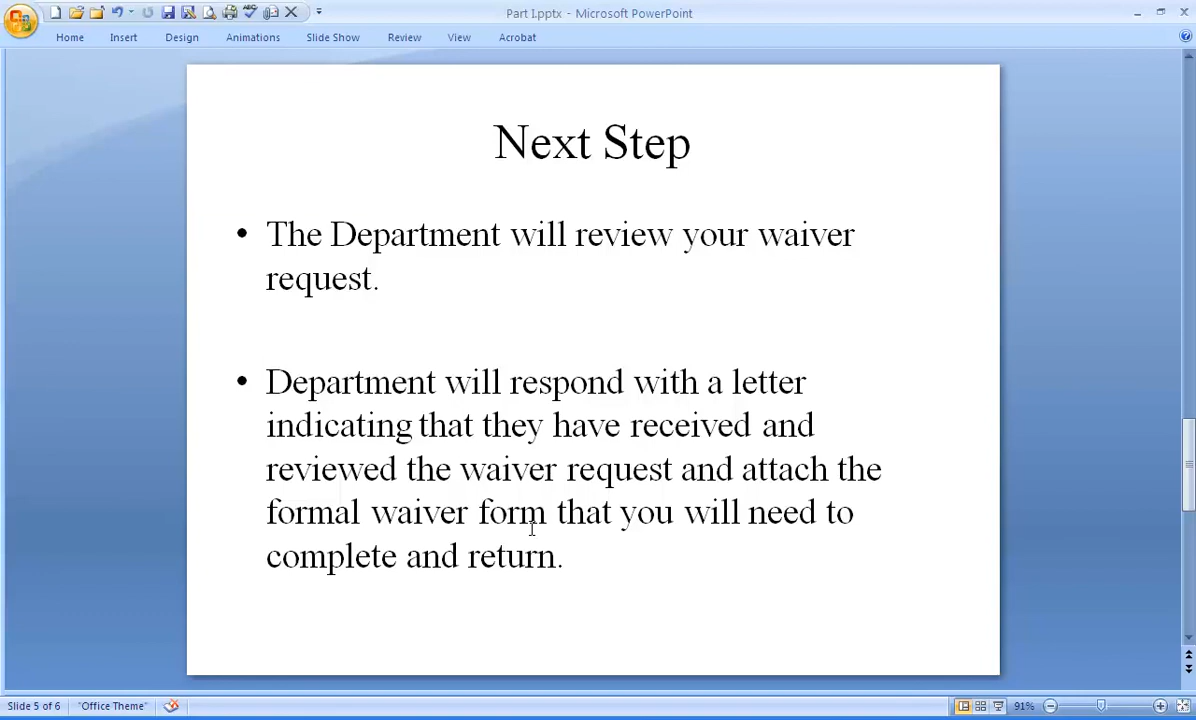 Part I.pptx - Microsoft PowerPoint
Home Insert Design Animations Slide Show Review View Acrobat
Next Step
• The Department will review your waiver
request.
• Department will respond with a letter
indicating that they have received and
reviewed the waiver request and attach the
formal waiver form that you will need to
complete and return.
Slide 5 of 6 "Office Theme" 91%